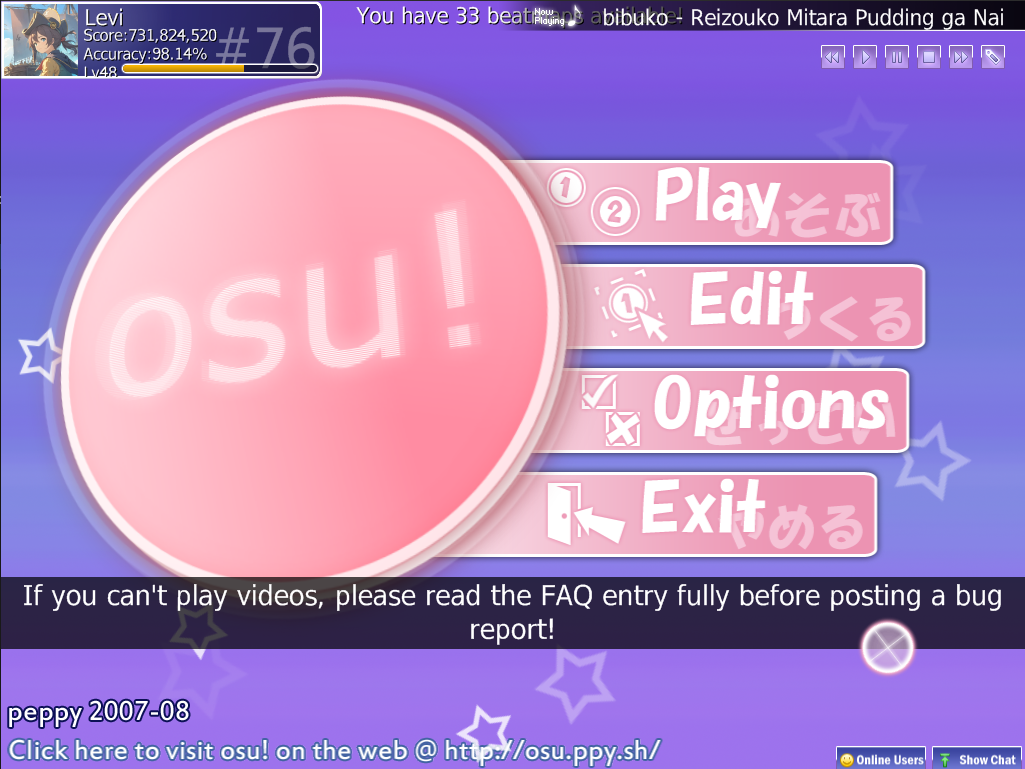 Levi
Score:731,824,520
Accuracy:98.14%
Lv48
#76
You have 33 beatmaps available!
Now Playing
bibuko - Reizouko Mitara Pudding ga Nai
osu!
1
2
Play
あそぶ
1
Edit
つくる
Options
せってい
Exit
やめる
If you can't play videos, please read the FAQ entry fully before posting a bug
report!
peppy 2007-08
Click here to visit osu! on the web @ http://osu.ppy.sh/
Online Users
Show Chat